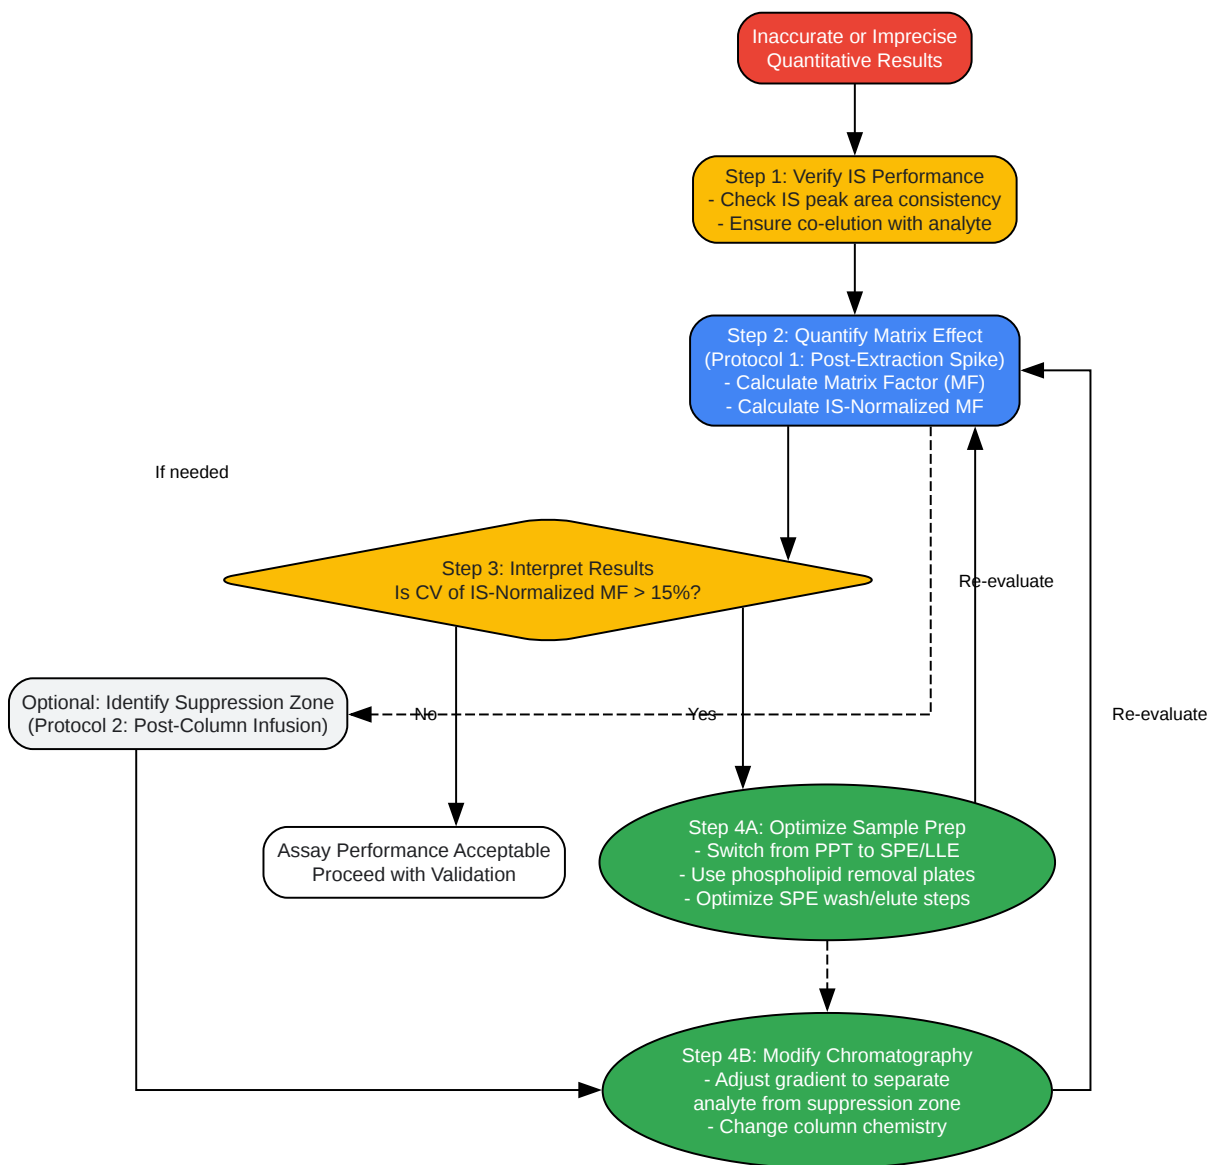 Inaccurate or Imprecise
Quantitative Results
Step 1: Verify IS Performance
- Check IS peak area consistency
- Ensure co-elution with analyte
Step 2: Quantify Matrix Effect
(Protocol 1: Post-Extraction Spike)
- Calculate Matrix Factor (MF)
- Calculate IS-Normalized MF
If needed
Step 3: Interpret Results
Is CV of IS-Normalized MF > 15%?
Re-evaluate
Optional: Identify Suppression Zone
(Protocol 2: Post-Column Infusion)
No
Yes
Re-evaluate
Assay Performance Acceptable
Proceed with Validation
Step 4A: Optimize Sample Prep
- Switch from PPT to SPE/LLE
- Use phospholipid removal plates
- Optimize SPE wash/elute steps
Step 4B: Modify Chromatography
- Adjust gradient to separate
analyte from suppression zone
- Change column chemistry